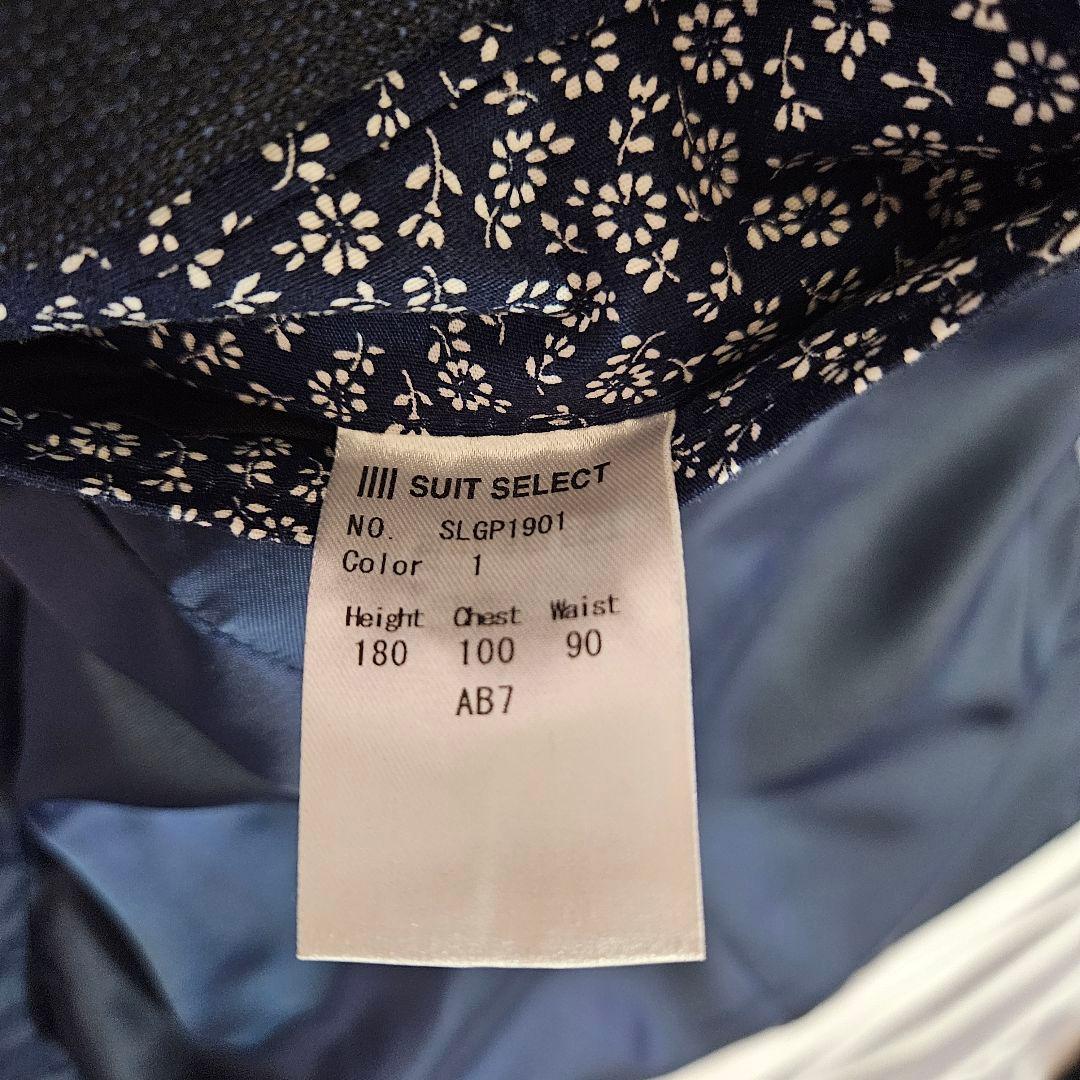 SUIT SELECT
NO. SLGP1901
Color 1
Height Chest Waist
180 100 90
AB7